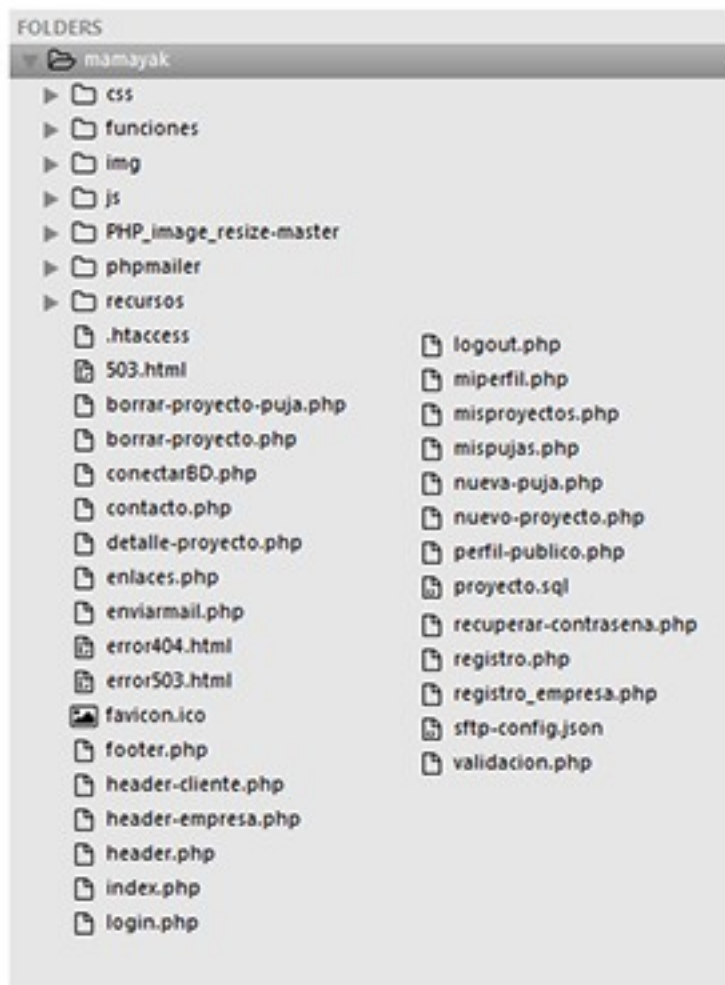 FOLDERS
mamayak
css
funciones
img
js
PHP_image_resize-master
phpmailer
recursos
.htaccess
503.html
borrar-proyecto-puja.php
borrar-proyecto.php
conectarBD.php
contacto.php
detalle-proyecto.php
enlaces.php
enviarmail.php
error404.html
error503.html
favicon.ico
footer.php
header-cliente.php
header-empresa.php
header.php
index.php
login.php
logout.php
miperfil.php
misproyectos.php
mispujas.php
nueva-puja.php
nuevo-proyecto.php
perfil-publico.php
proyecto.sql
recuperar-contrasena.php
registro.php
registro_empresa.php
sftp-config.json
validacion.php